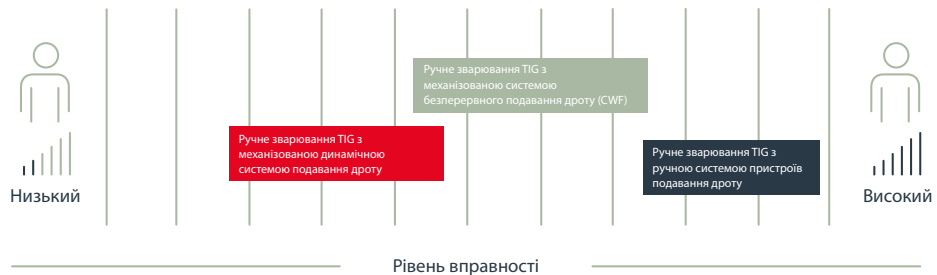 Ручне зварювання TIG з
механізованою системою
безперервного подавання дроту (CWF)
Ручне зварювання TIG з
механізованою динамічною
системою подавання дроту
Ручне зварювання TIG з
ручною системою пристроїв
подавання дроту
Низький
Високий
Рівень вправності